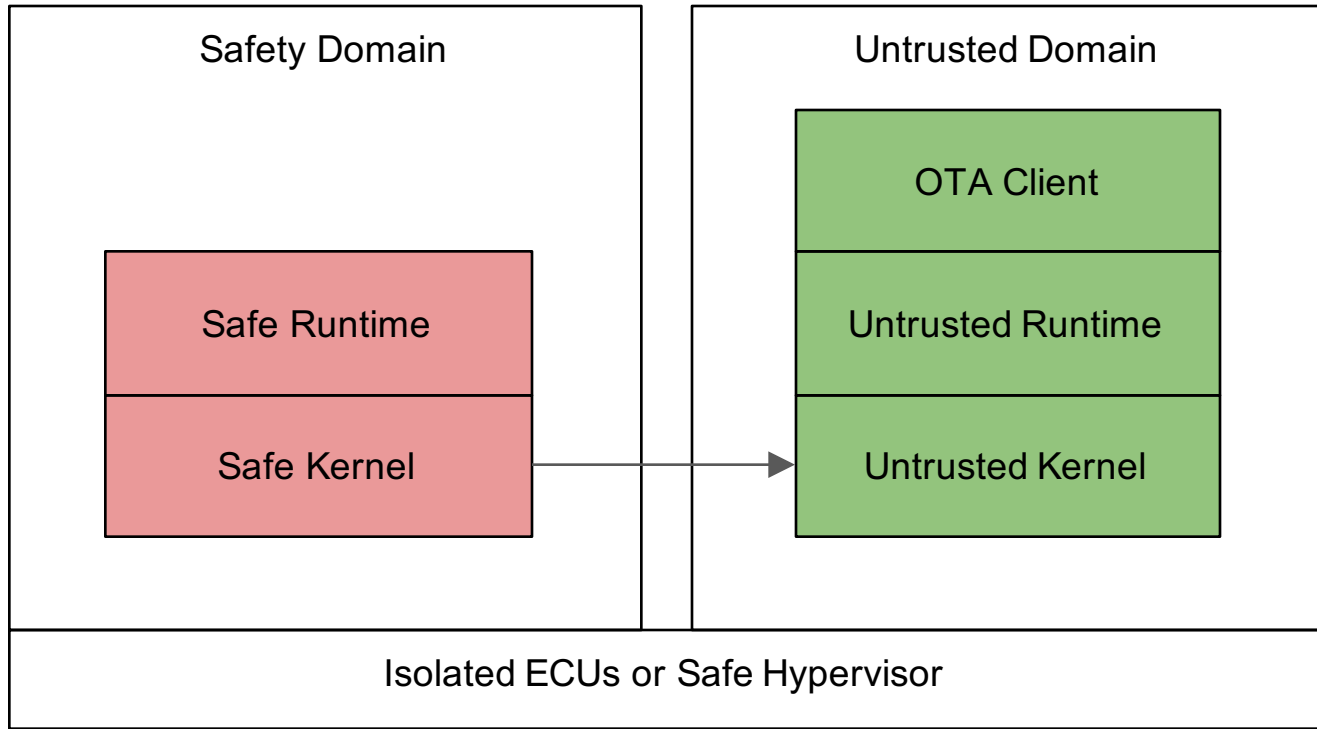 Safety Domain
Untrusted Domain
OTA Client
Safe Runtime
Untrusted Runtime
Safe Kernel
Untrusted Kernel
Isolated ECUs or Safe Hypervisor